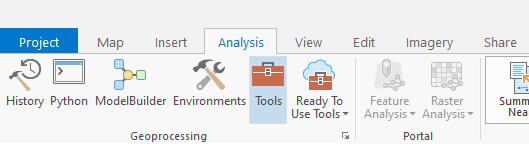 Project Map Insert Analysis View Edit Imagery Share
History Python ModelBuilder Environments Tools Ready To Use Tools Feature Analysis Raster Analysis
Geoprocessing Portal